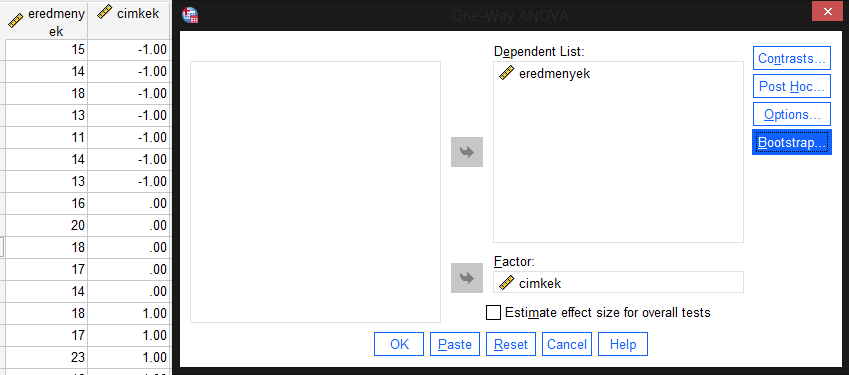 eredmeny
ek
cimkek
15 -1.00
14 -1.00
18 -1.00
13 -1.00
11 -1.00
14 -1.00
13 -1.00
16 .00
20 .00
18 .00
17 .00
14 .00
18 1.00
17 1.00
23 1.00
One-Way ANOVA
Dependent List:
eredmenyek
Contrasts...
Post Hoc...
Options...
Bootstrap...
Factor:
cimkek
Estimate effect size for overall tests
OK Paste Reset Cancel Help